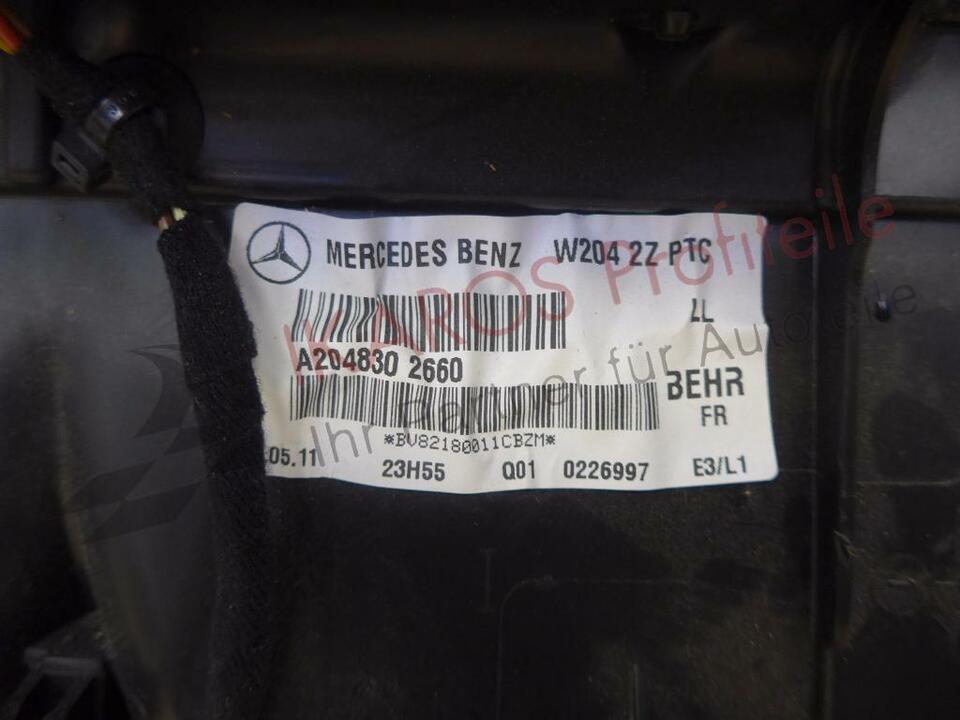 MERCEDES BENZ W204 2Z PTC
LL
A204830 2660
BEHR
FR
*BV82180011CBZM*
.05.11 23H55 Q01 0226997 E3/L1
KAROS Profiteile
Ihr Partner für Autoteile